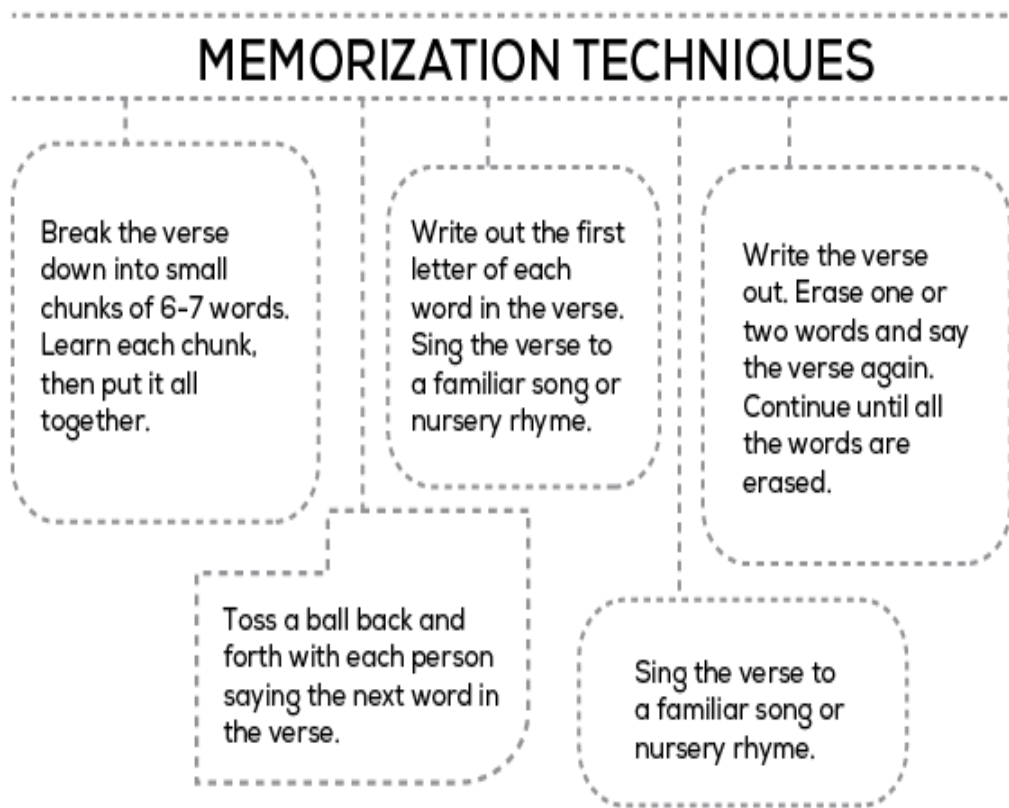 MEMORIZATION TECHNIQUES
Break the verse
down into small
chunks of 6-7 words.
Learn each chunk,
then put it all
together.
Write out the first
letter of each
word in the verse.
Sing the verse to
a familiar song or
nursery rhyme.
Write the verse
out. Erase one or
two words and say
the verse again.
Continue until all
the words are
erased.
Toss a ball back and
forth with each person
saying the next word in
the verse.
Sing the verse to
a familiar song or
nursery rhyme.